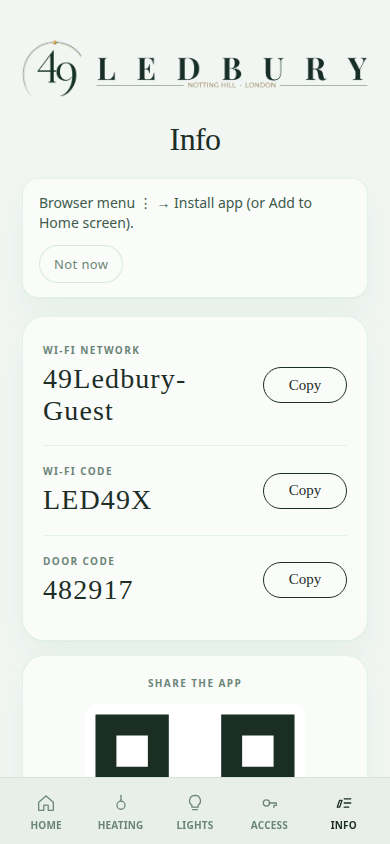 49 LEDBURY
NOTTING HILL · LONDON
Info
Browser menu ⋮ → Install app (or Add to
Home screen).
Not now
WI-FI NETWORK
49Ledbury-
Guest
Copy
WI-FI CODE
LED49X
Copy
DOOR CODE
482917
Copy
SHARE THE APP
HOME HEATING LIGHTS ACCESS INFO